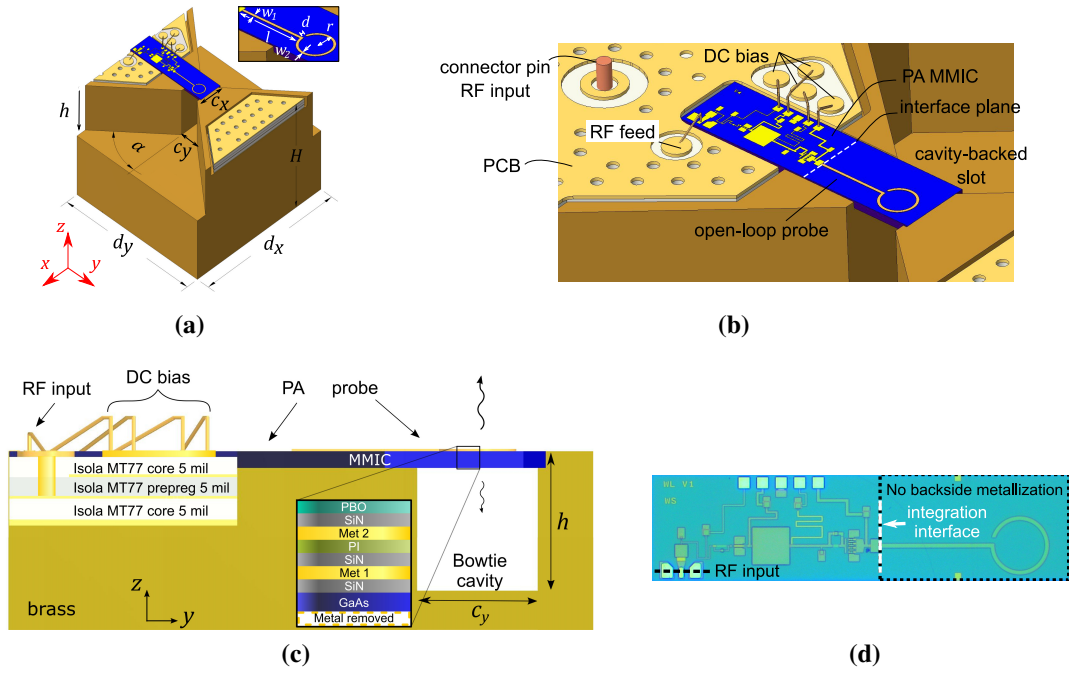 w₁
d
r
l
w₂
cₓ
h
α
c_y
H
d_y
dₓ
z
x
y
(a)
connector pin
RF input
DC bias
PA MMIC
interface plane
RF feed
PCB
cavity-backed
slot
open-loop probe
(b)
RF input
DC bias
PA
probe
MMIC
Isola MT77 core 5 mil
Isola MT77 prepreg 5 mil
Isola MT77 core 5 mil
PBO
SiN
Met 2
PI
SiN
Met 1
SiN
GaAs
Metal removed
h
Bowtie
cavity
c_y
brass
z
y
(c)
WL V1
WS
No backside metallization
integration
interface
RF input
(d)